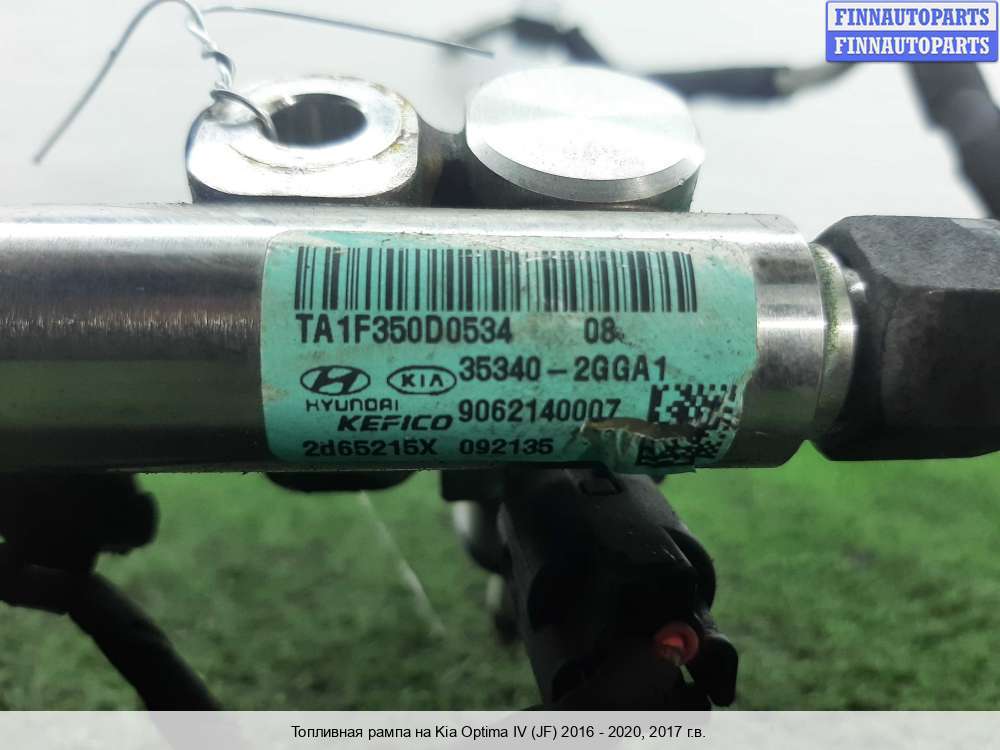 FINNAUTOPARTS
FINNAUTOPARTS
TA1F350D0534 08
HYUNDAI KIA 35340-2GGA1
KEFICO 9062140007
2d65215X 092135
Топливная рампа на Kia Optima IV (JF) 2016 - 2020, 2017 г.в.